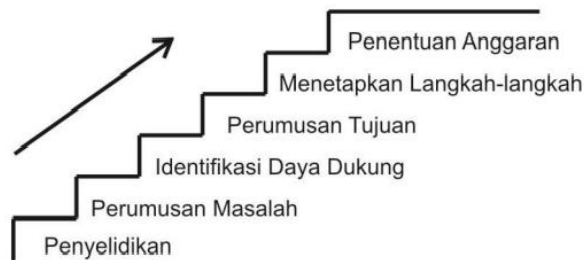 Penentuan Anggaran
Menetapkan Langkah-langkah
Perumusan Tujuan
Identifikasi Daya Dukung
Perumusan Masalah
Penyelidikan